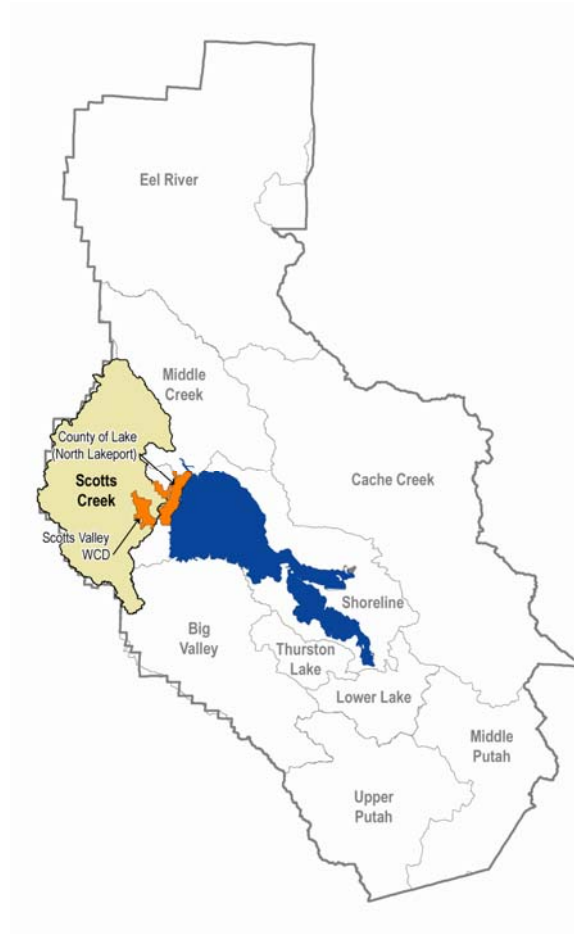 Eel River
Middle
Creek
County of Lake
(North Lakeport)
Scotts
Creek
Cache Creek
Scotts Valley
WCD
Shoreline
Big
Valley
Thurston
Lake
Lower Lake
Middle
Putah
Upper
Putah